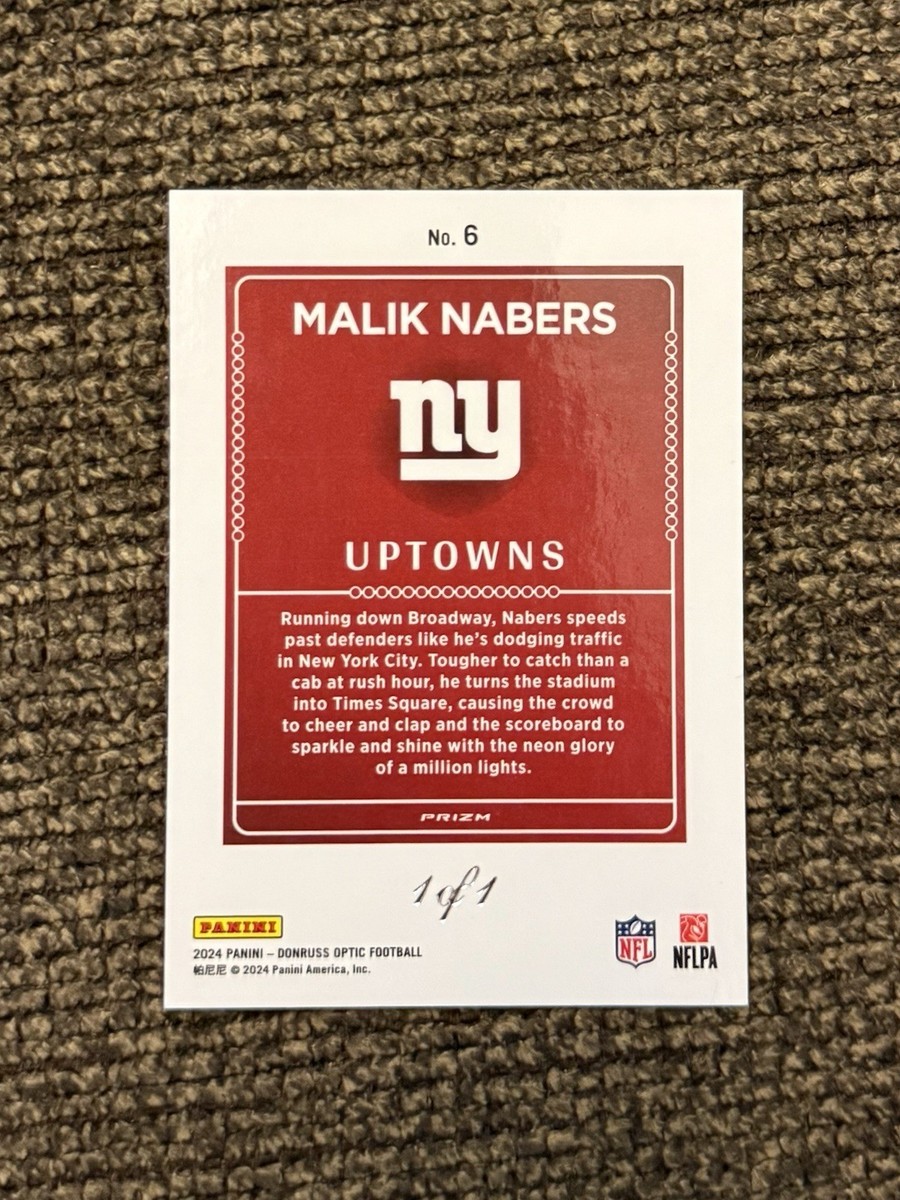 No. 6
MALIK NABERS
ny
UPTOWNS
Running down Broadway, Nabers speeds
past defenders like he's dodging traffic
in New York City. Tougher to catch than a
cab at rush hour, he turns the stadium
into Times Square, causing the crowd
to cheer and clap and the scoreboard to
sparkle and shine with the neon glory
of a million lights.
PRIZM
1 of 1
PANINI
2024 PANINI – DONRUSS OPTIC FOOTBALL
帕尼尼 © 2024 Panini America, Inc.
NFL
NFLPA